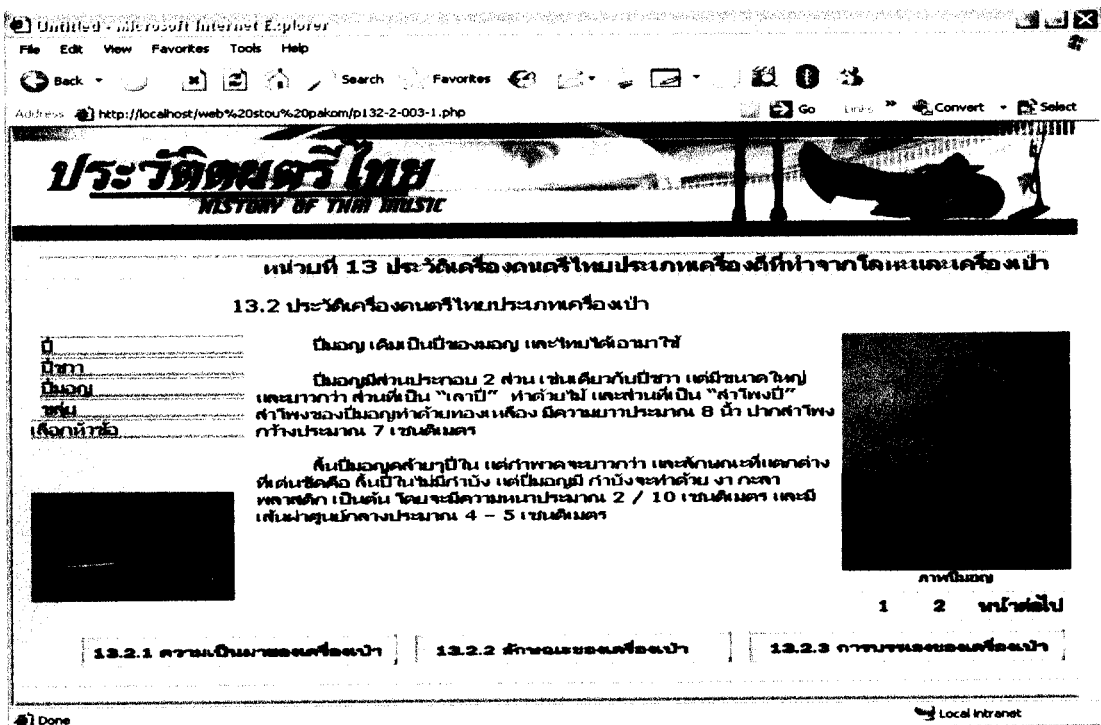 Untitled - Microsoft Internet Explorer
File Edit View Favorites Tools Help
Back Search Favorites
Address http://localhost/web%20stou%20pakom/p132-2-003-1.php Go Links » Convert Select
ประวัติดนตรีไทย
HISTORY OF THAI MUSIC
หน่วยที่ 13 ประวัติเครื่องดนตรีไทยประเภทเครื่องตีที่ทำจากโลหะและเครื่องเป่า
13.2 ประวัติเครื่องดนตรีไทยประเภทเครื่องเป่า
ปี่
ปี่ชวา
ปี่มอญ
ขลุ่ย
เลือกหัวข้อ
ปี่มอญ เดิมเป็นปี่ของมอญ และไทยได้เอามาใช้
ปี่มอญมีส่วนประกอบ 2 ส่วน เช่นเดียวกับปี่ชวา แต่มีขนาดใหญ่
และยาวกว่า ส่วนที่เป็น “เลาปี่” ทำด้วยไม้ และส่วนที่เป็น “ลำโพงปี่”
ลำโพงของปี่มอญทำด้วยทองเหลือง มีความยาวประมาณ 8 นิ้ว ปากลำโพง
กว้างประมาณ 7 เซนติเมตร
ลิ้นปี่มอญคล้ายๆปี่ใน แต่กำพวดจะยาวกว่า และลักษณะที่แตกต่าง
ที่เด่นชัดคือ ลิ้นปี่ในไม่มีกำบัง แต่ปี่มอญมี กำบังจะทำด้วย งา กะลา
พลาสติก เป็นต้น โดยจะมีความหนาประมาณ 2 / 10 เซนติเมตร และมี
เส้นผ่าศูนย์กลางประมาณ 4 – 5 เซนติเมตร
ภาพปี่มอญ
1 2 หน้าต่อไป
13.2.1 ความเป็นมาของเครื่องเป่า 13.2.2 ลักษณะของเครื่องเป่า 13.2.3 การบรรเลงของเครื่องเป่า
Done Local intranet